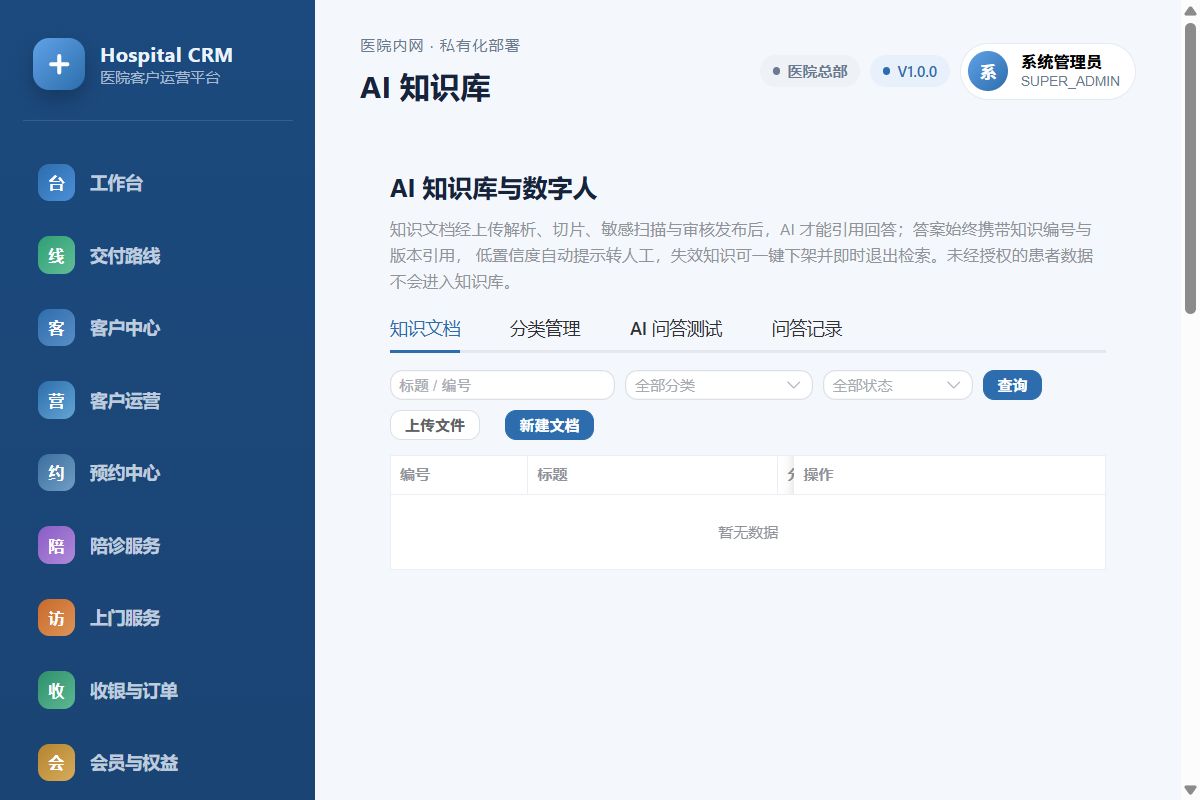 Hospital CRM
医院客户运营平台
台 工作台
线 交付路线
客 客户中心
营 客户运营
约 预约中心
陪 陪诊服务
访 上门服务
收 收银与订单
会 会员与权益
医院内网 · 私有化部署
AI 知识库
医院总部
V1.0.0
系
系统管理员
SUPER_ADMIN
AI 知识库与数字人
知识文档经上传解析、切片、敏感扫描与审核发布后，AI 才能引用回答；答案始终携带知识编号与
版本引用， 低置信度自动提示转人工，失效知识可一键下架并即时退出检索。未经授权的患者数据
不会进入知识库。
知识文档 分类管理 AI 问答测试 问答记录
标题 / 编号 全部分类 全部状态 查询
上传文件 新建文档
编号 标题 操作
暂无数据